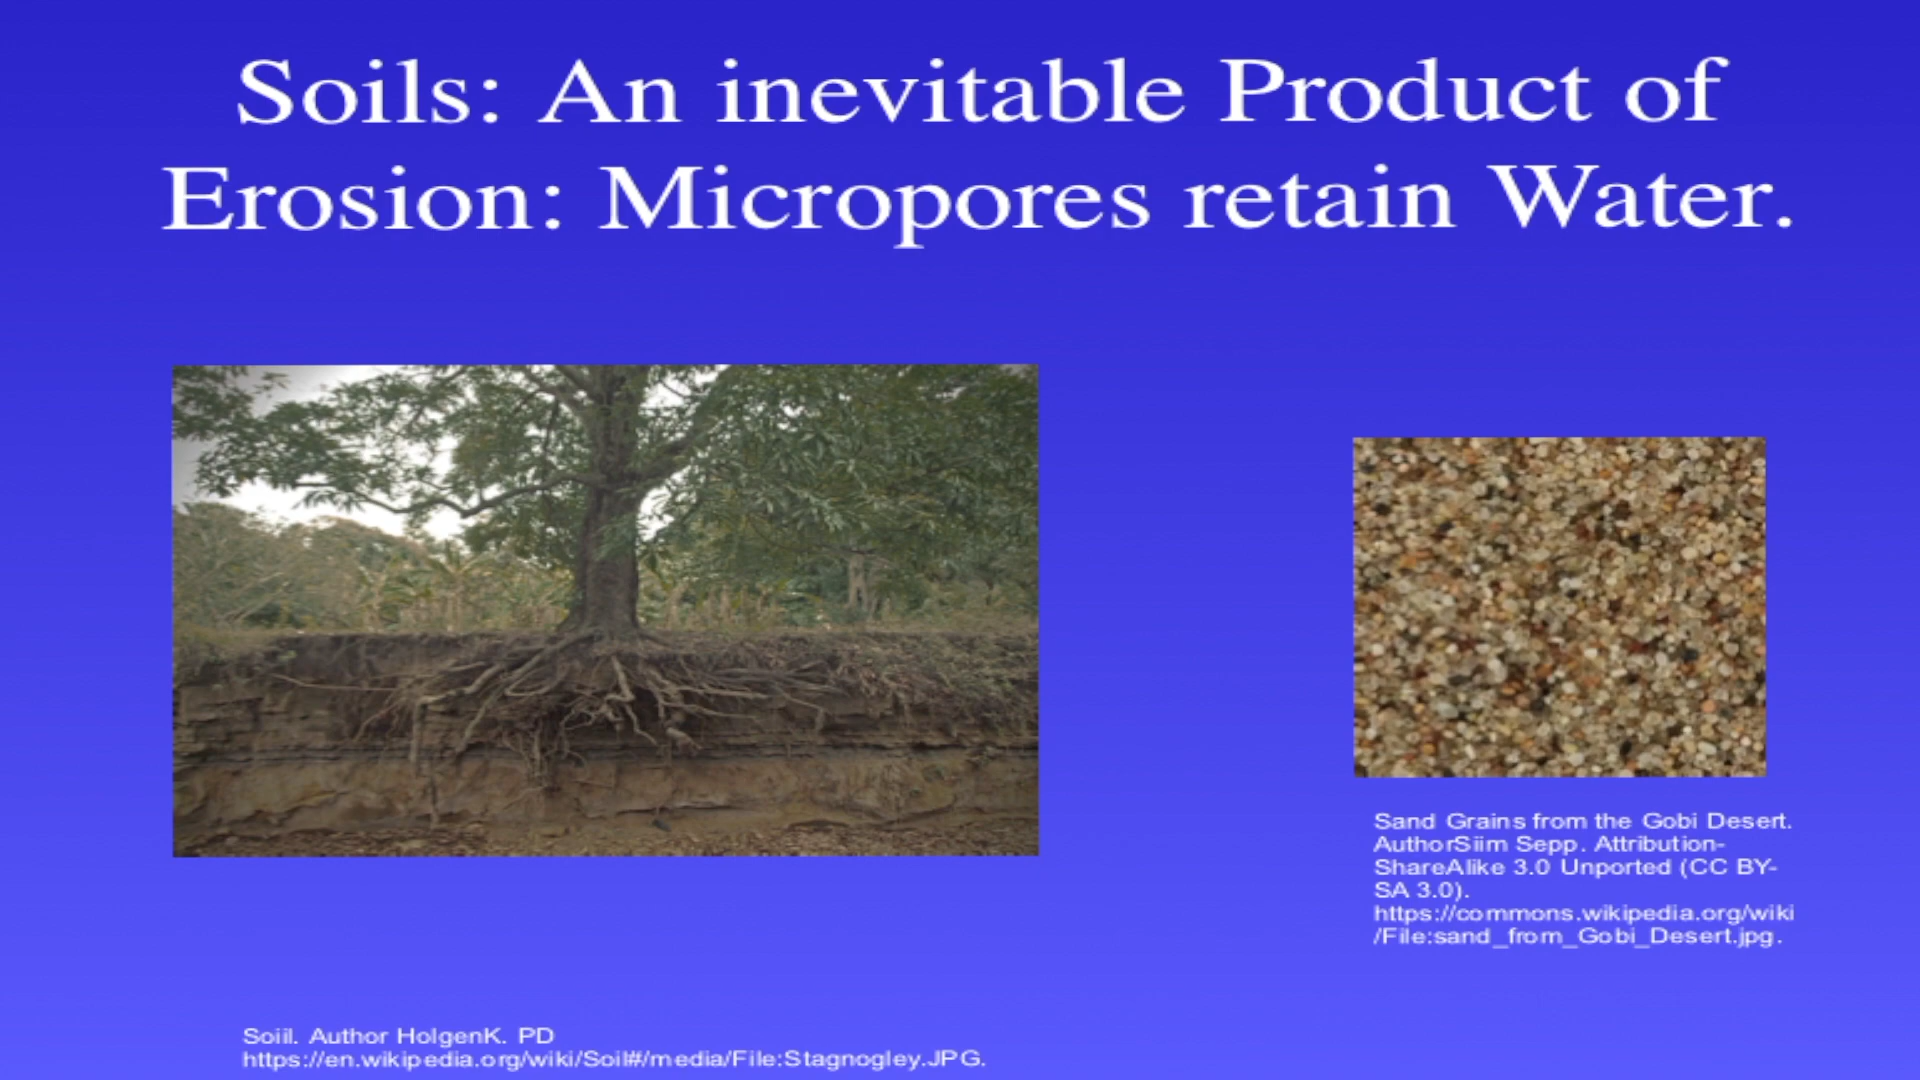 Soils: An inevitable Product of
Erosion: Micropores retain Water.
Sand Grains from the Gobi Desert.
AuthorSiim Sepp. Attribution-
ShareAlike 3.0 Unported (CC BY-
SA 3.0).
https://commons.wikipedia.org/wiki
/File:sand_from_Gobi_Desert.jpg.
Soiil. Author HolgenK. PD
https://en.wikipedia.org/wiki/Soil#/media/File:Stagnogley.JPG.